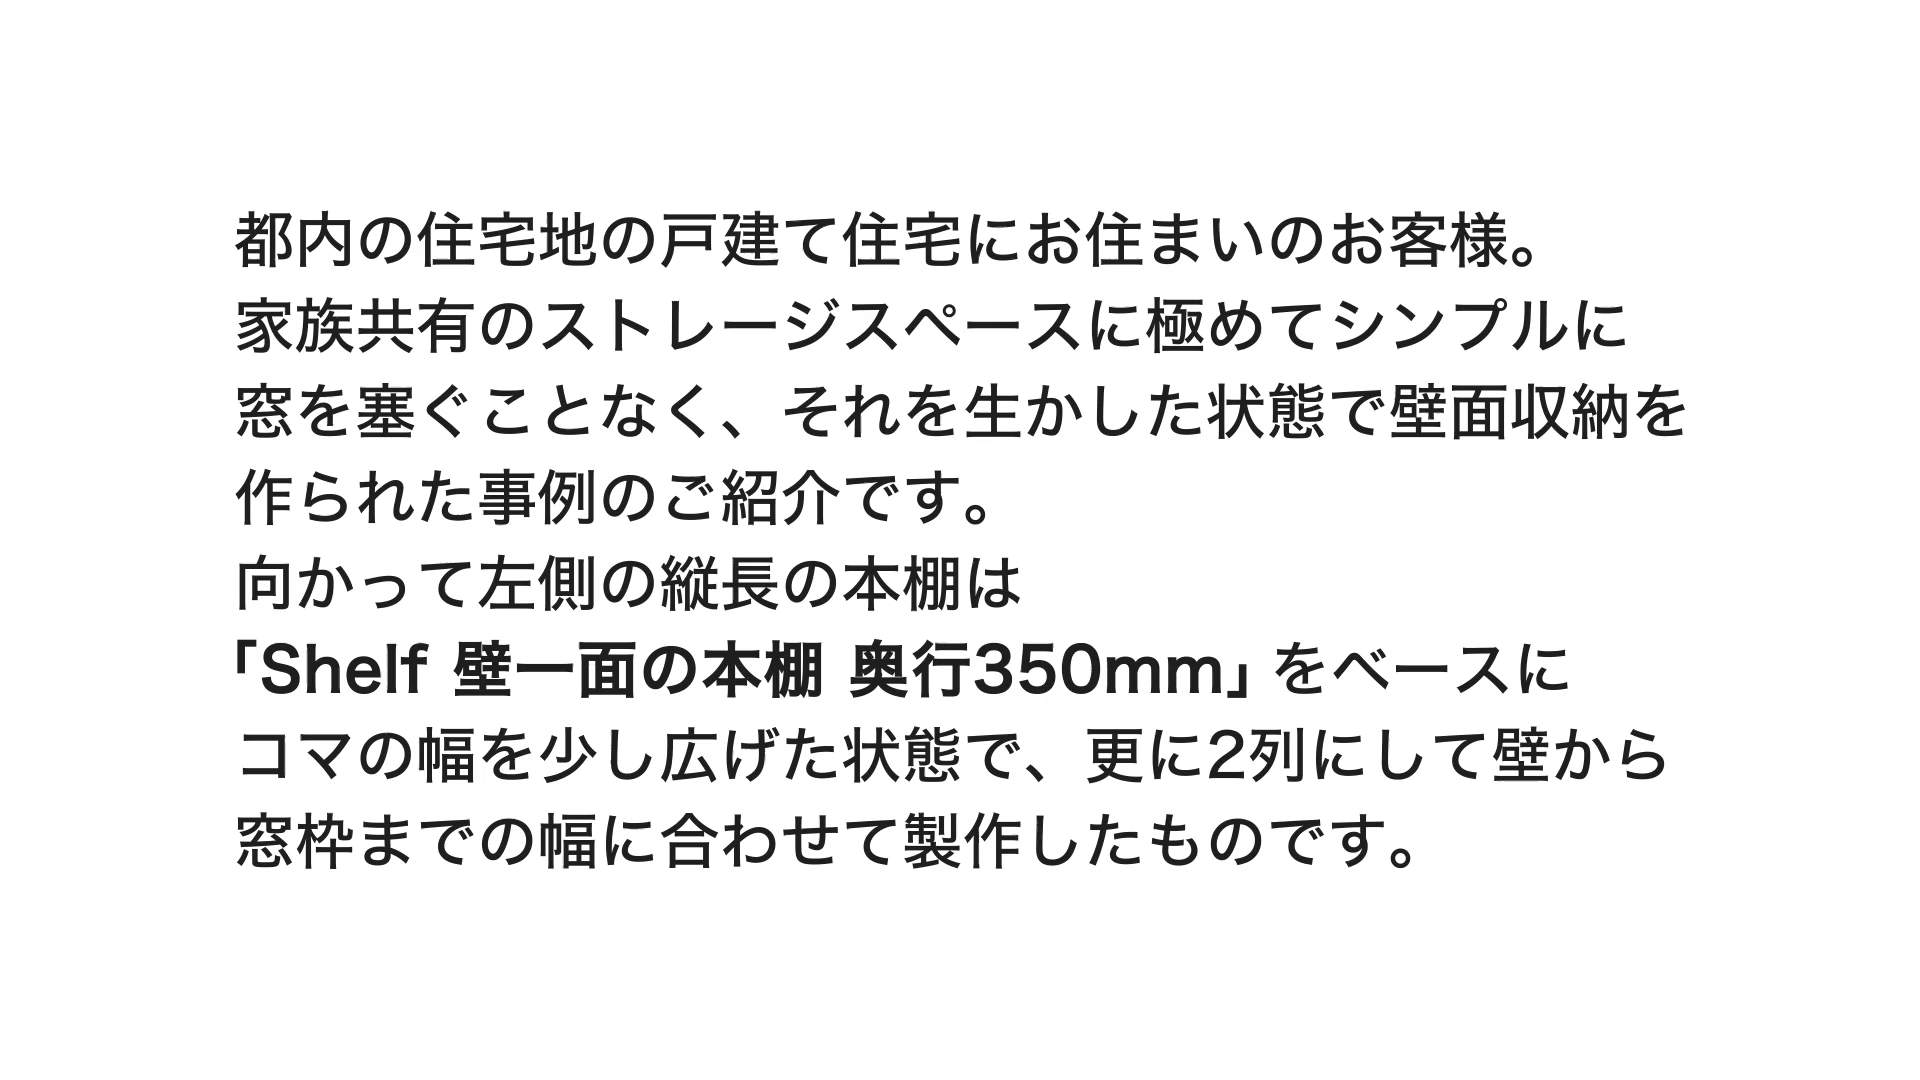 都内の住宅地の戸建て住宅にお住まいのお客様。
家族共有のストレージスペースに極めてシンプルに
窓を塞ぐことなく、それを生かした状態で壁面収納を
作られた事例のご紹介です。
向かって左側の縦長の本棚は
「Shelf 壁一面の本棚 奥行350mm」をベースに
コマの幅を少し広げた状態で、更に2列にして壁から
窓枠までの幅に合わせて製作したものです。